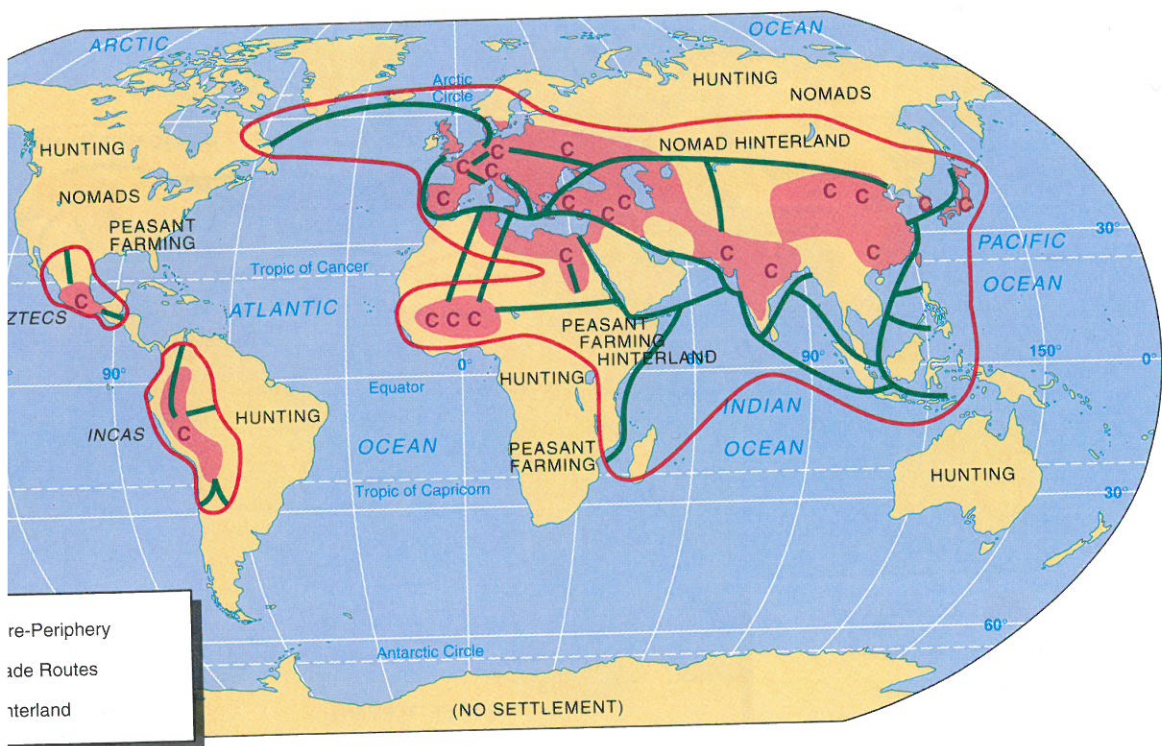 ARCTIC
OCEAN
Arctic
Circle
HUNTING
NOMADS
HUNTING
NOMAD HINTERLAND
C
C
C
C
NOMADS
C
C
C
C
C
C
C
C
PEASANT
FARMING
30°
PACIFIC
OCEAN
C
C
C
Tropic of Cancer
C
C
ATLANTIC
C
ZTECS
C C C
PEASANT
FARMING
HINTERLAND
60°
90°
150°
0°
90°
0°
HUNTING
Equator
INDIAN
OCEAN
HUNTING
INCAS
C
OCEAN
PEASANT
FARMING
HUNTING
Tropic of Capricorn
30°
60°
re-Periphery
ade Routes
nterland
Antarctic Circle
(NO SETTLEMENT)